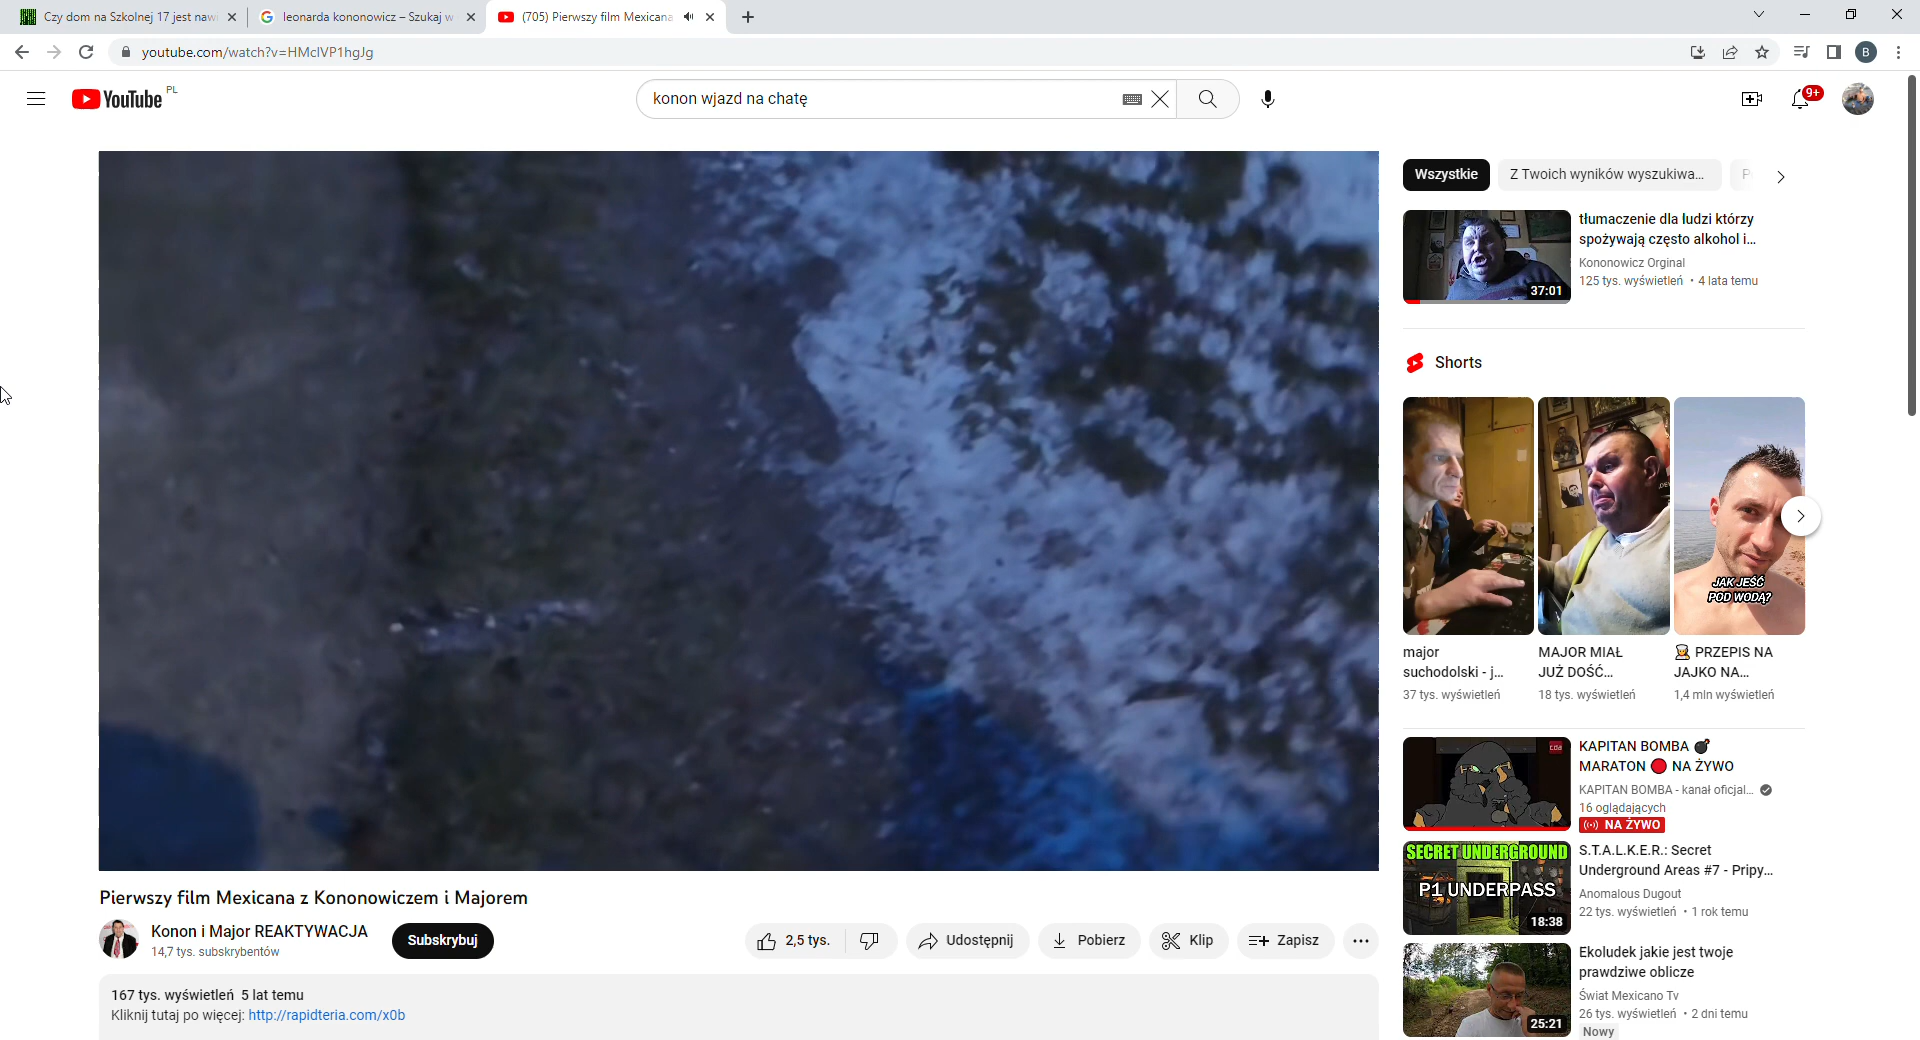 Czy dom na Szkolnej 17 jest naw
leonarda kononowicz – Szukaj w
(705) Pierwszy film Mexicana
youtube.com/watch?v=HMclVP1hgJg
B
YouTube PL
konon wjazd na chatę
9+
Wszystkie
Z Twoich wyników wyszukiwa...
tłumaczenie dla ludzi którzy
spożywają często alkohol i...
Kononowicz Orginal
125 tys. wyświetleń • 4 lata temu
37:01
Shorts
JAK JEŚĆ
POD WODĄ?
major
suchodolski - j...
37 tys. wyświetleń
MAJOR MIAŁ
JUŻ DOŚĆ...
18 tys. wyświetleń
PRZEPIS NA
JAJKO NA...
1,4 mln wyświetleń
cda
KAPITAN BOMBA 💣
MARATON 🔴 NA ŻYWO
KAPITAN BOMBA - kanał oficjal...
16 oglądających
NA ŻYWO
SECRET UNDERGROUND
P1 UNDERPASS
18:38
S.T.A.L.K.E.R.: Secret
Underground Areas #7 - Pripy...
Anomalous Dugout
22 tys. wyświetleń • 1 rok temu
25:21
Ekoludek jakie jest twoje
prawdziwe oblicze
Świat Mexicano Tv
26 tys. wyświetleń • 2 dni temu
Nowy
Pierwszy film Mexicana z Kononowiczem i Majorem
Konon i Major REAKTYWACJA
14,7 tys. subskrybentów
Subskrybuj
2,5 tys.
Udostępnij
Pobierz
Klip
Zapisz
167 tys. wyświetleń 5 lat temu
Kliknij tutaj po więcej: http://rapidteria.com/x0b